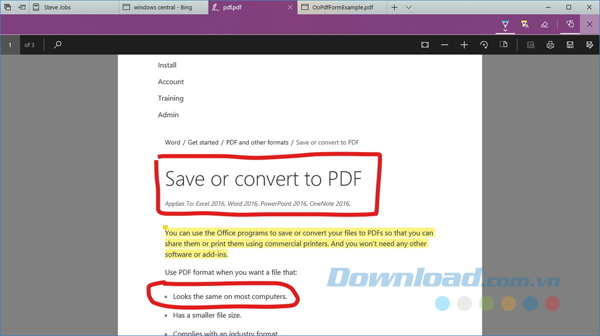 Steve Jobs
windows central - Bing
pdf.pdf
OoPdfFormExample.pdf
1 of 3
Install
Account
Training
Admin
Word / Get started / PDF and other formats / Save or convert to PDF
Save or convert to PDF
Applies To: Excel 2016, Word 2016, PowerPoint 2016, OneNote 2016,
You can use the Office programs to save or convert your files to PDFs so that you can
share them or print them using commercial printers. And you won't need any other
software or add-ins.
Use PDF format when you want a file that:
Download.com.vn
• Looks the same on most computers.
• Has a smaller file size.
• Complies with an industry format.